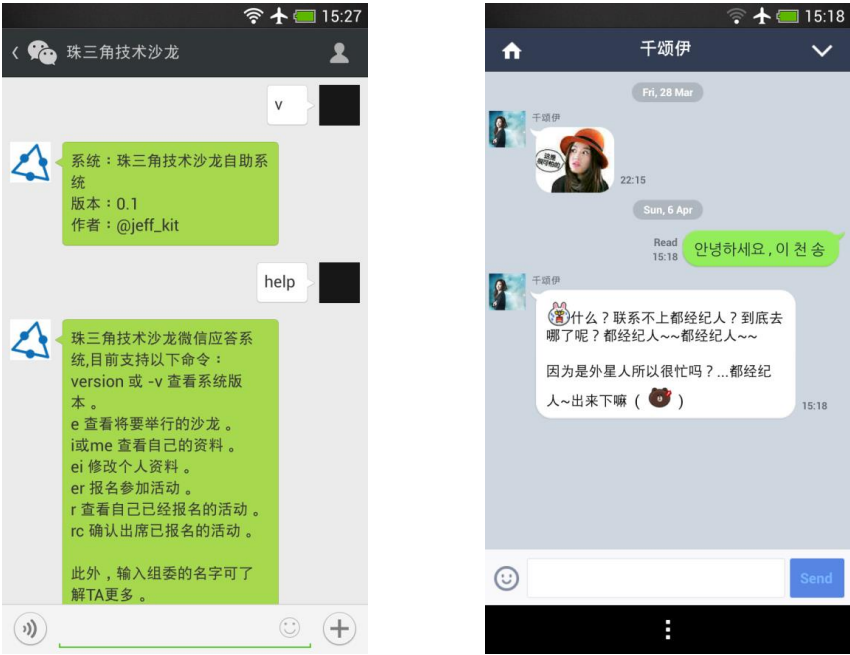 15:27
珠三角技术沙龙
v
系统：珠三角技术沙龙自助系
统
版本：0.1
作者：@jeff_kit
help
珠三角技术沙龙微信应答系
统,目前支持以下命令：
version 或 -v 查看系统版
本。
e 查看将要举行的沙龙。
i或me 查看自己的资料。
ei 修改个人资料。
er 报名参加活动。
r 查看自己已经报名的活动。
rc 确认出席已报名的活动。
此外，输入组委的名字可了
解TA更多。
15:18
千颂伊
Fri, 28 Mar
千頌伊
22:15
Sun, 6 Apr
Read
15:18
안녕하세요, 이 천 송
千頌伊
什么？联系不上都经纪人？到底去
哪了呢？都经纪人~~都经纪人~~
因为是外星人所以很忙吗？...都经纪
人~出来下嘛（ ）
15:18
Send